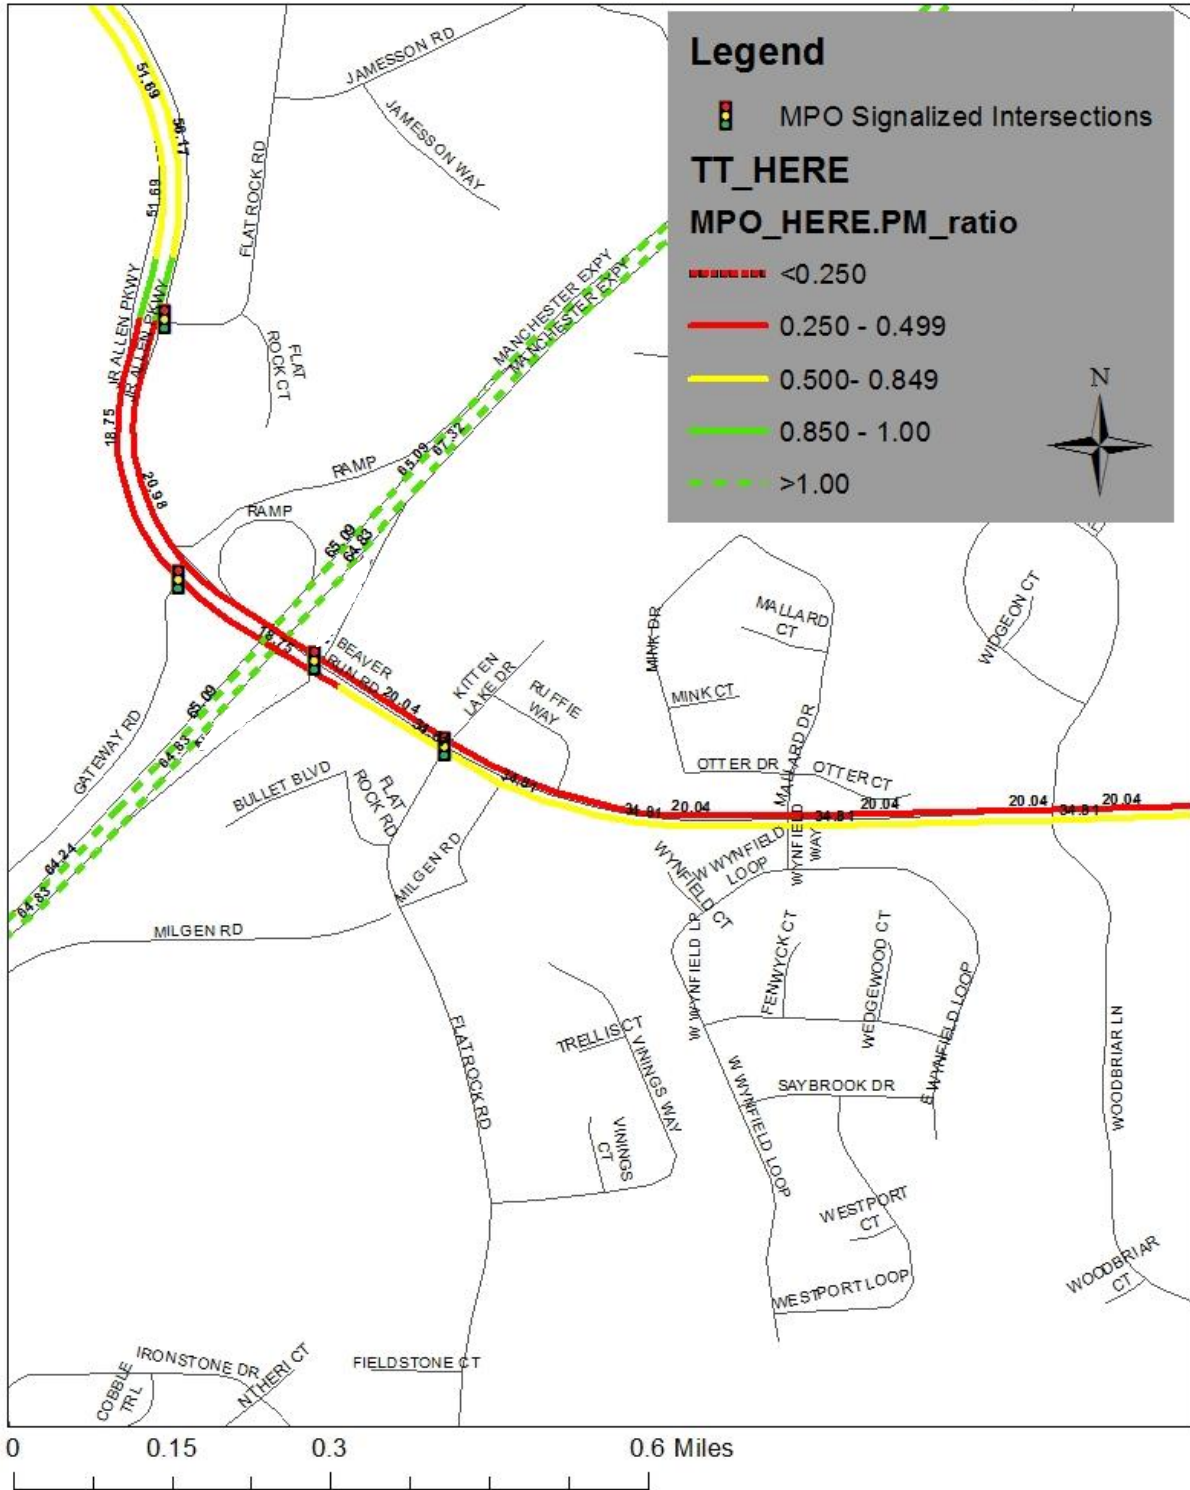 Legend
MPO Signalized Intersections
TT_HERE
MPO_HERE.PM_ratio
<0.250
0.250 - 0.499
0.500- 0.849
0.850 - 1.00
>1.00
N
JAMESSON RD
JAMESSON WAY
51.69
56.17
51.69
FLAT ROCK RD
JR ALLEN PKWY
JR ALLEN PKWY
FLAT
ROCK CT
MANCHESTER EXPY
MANCHESTER EXPY
18.75
20.98
RAMP
RAMP
65.09
67.32
65.09
64.83
18.75
BEAVER
RUN RD
20.04
KITTEN
LAKE DR
RUFFIE
WAY
MINK DR
MALLARD
CT
WIDGEON CT
MINK CT
MALLARD DR
OTTER DR
OTTER CT
65.09
64.83
GATEWAY RD
BULLET BLVD
FLAT
ROCK RD
34.81
34.81
20.04
34.81
20.04
20.04
34.81
20.04
64.24
64.83
MILGEN RD
MILGEN RD
WYNFIELD
WAY
W WYNFIELD
LOOP
WYNFIELD CT
W WYNFIELD LP
FENWYCK CT
WEDGEWOOD CT
E WYNFIELD LOOP
FLATROCK RD
TRELLIS CT
VININGS WAY
VININGS
CT
W WYNFIELD LOOP
SAYBROOK DR
WOODBRIAR LN
WESTPORT
CT
WESTPORT LOOP
WOODBRIAR
CT
IRONSTONE DR
COBBLE
TRL
NTHERI CT
FIELDSTONE CT
0
0.15
0.3
0.6 Miles